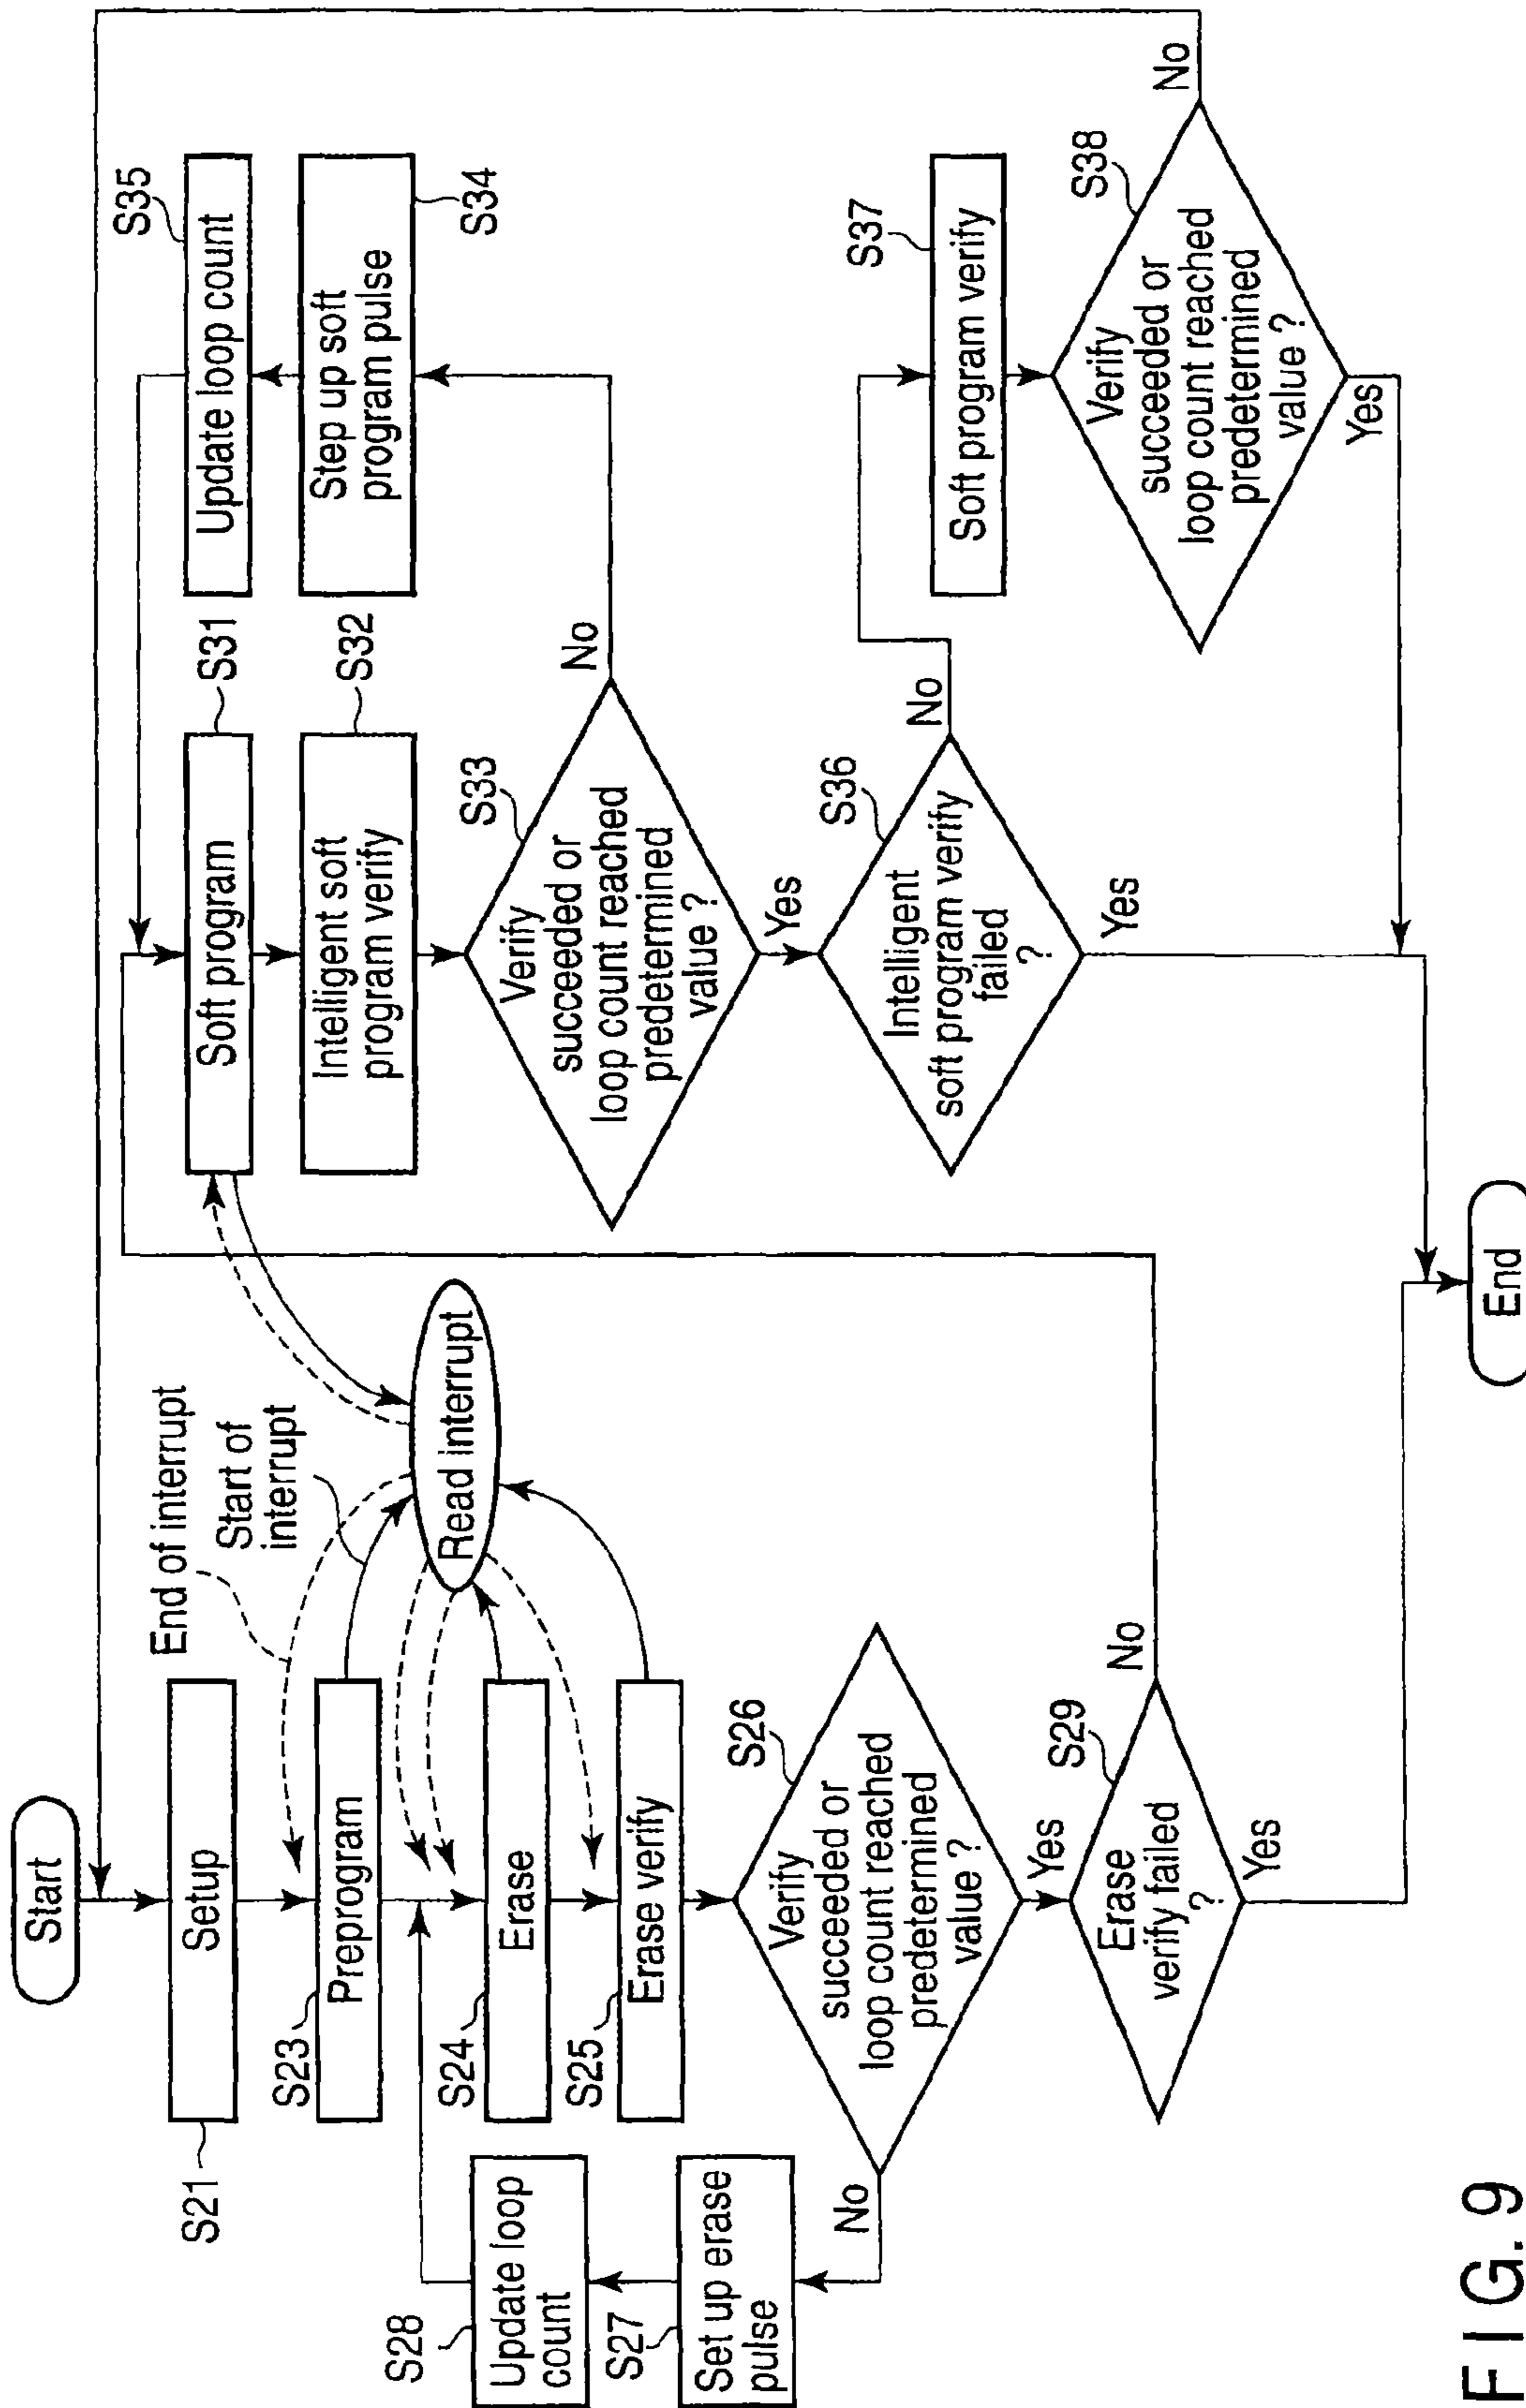 Start
Setup
S21
Preprogram
S23
Erase
S24
Erase verify
S25
End of interrupt
Start of
interrupt
Read interrupt
Verify
succeeded or
loop count reached
predetermined
value ?
S26
No
Yes
Set up erase
pulse
S27
Update loop
count
S28
Erase
verify failed
?
S29
No
Yes
Soft program
S31
Intelligent soft
program verify
S32
Verify
succeeded or
loop count reached
predetermined
value ?
S33
No
Yes
Step up soft
program pulse
S34
Update loop count
S35
Intelligent
soft program verify
failed
?
S36
No
Yes
Soft program verify
S37
Verify
succeeded or
loop count reached
predetermined
value ?
S38
No
Yes
End
FIG. 9